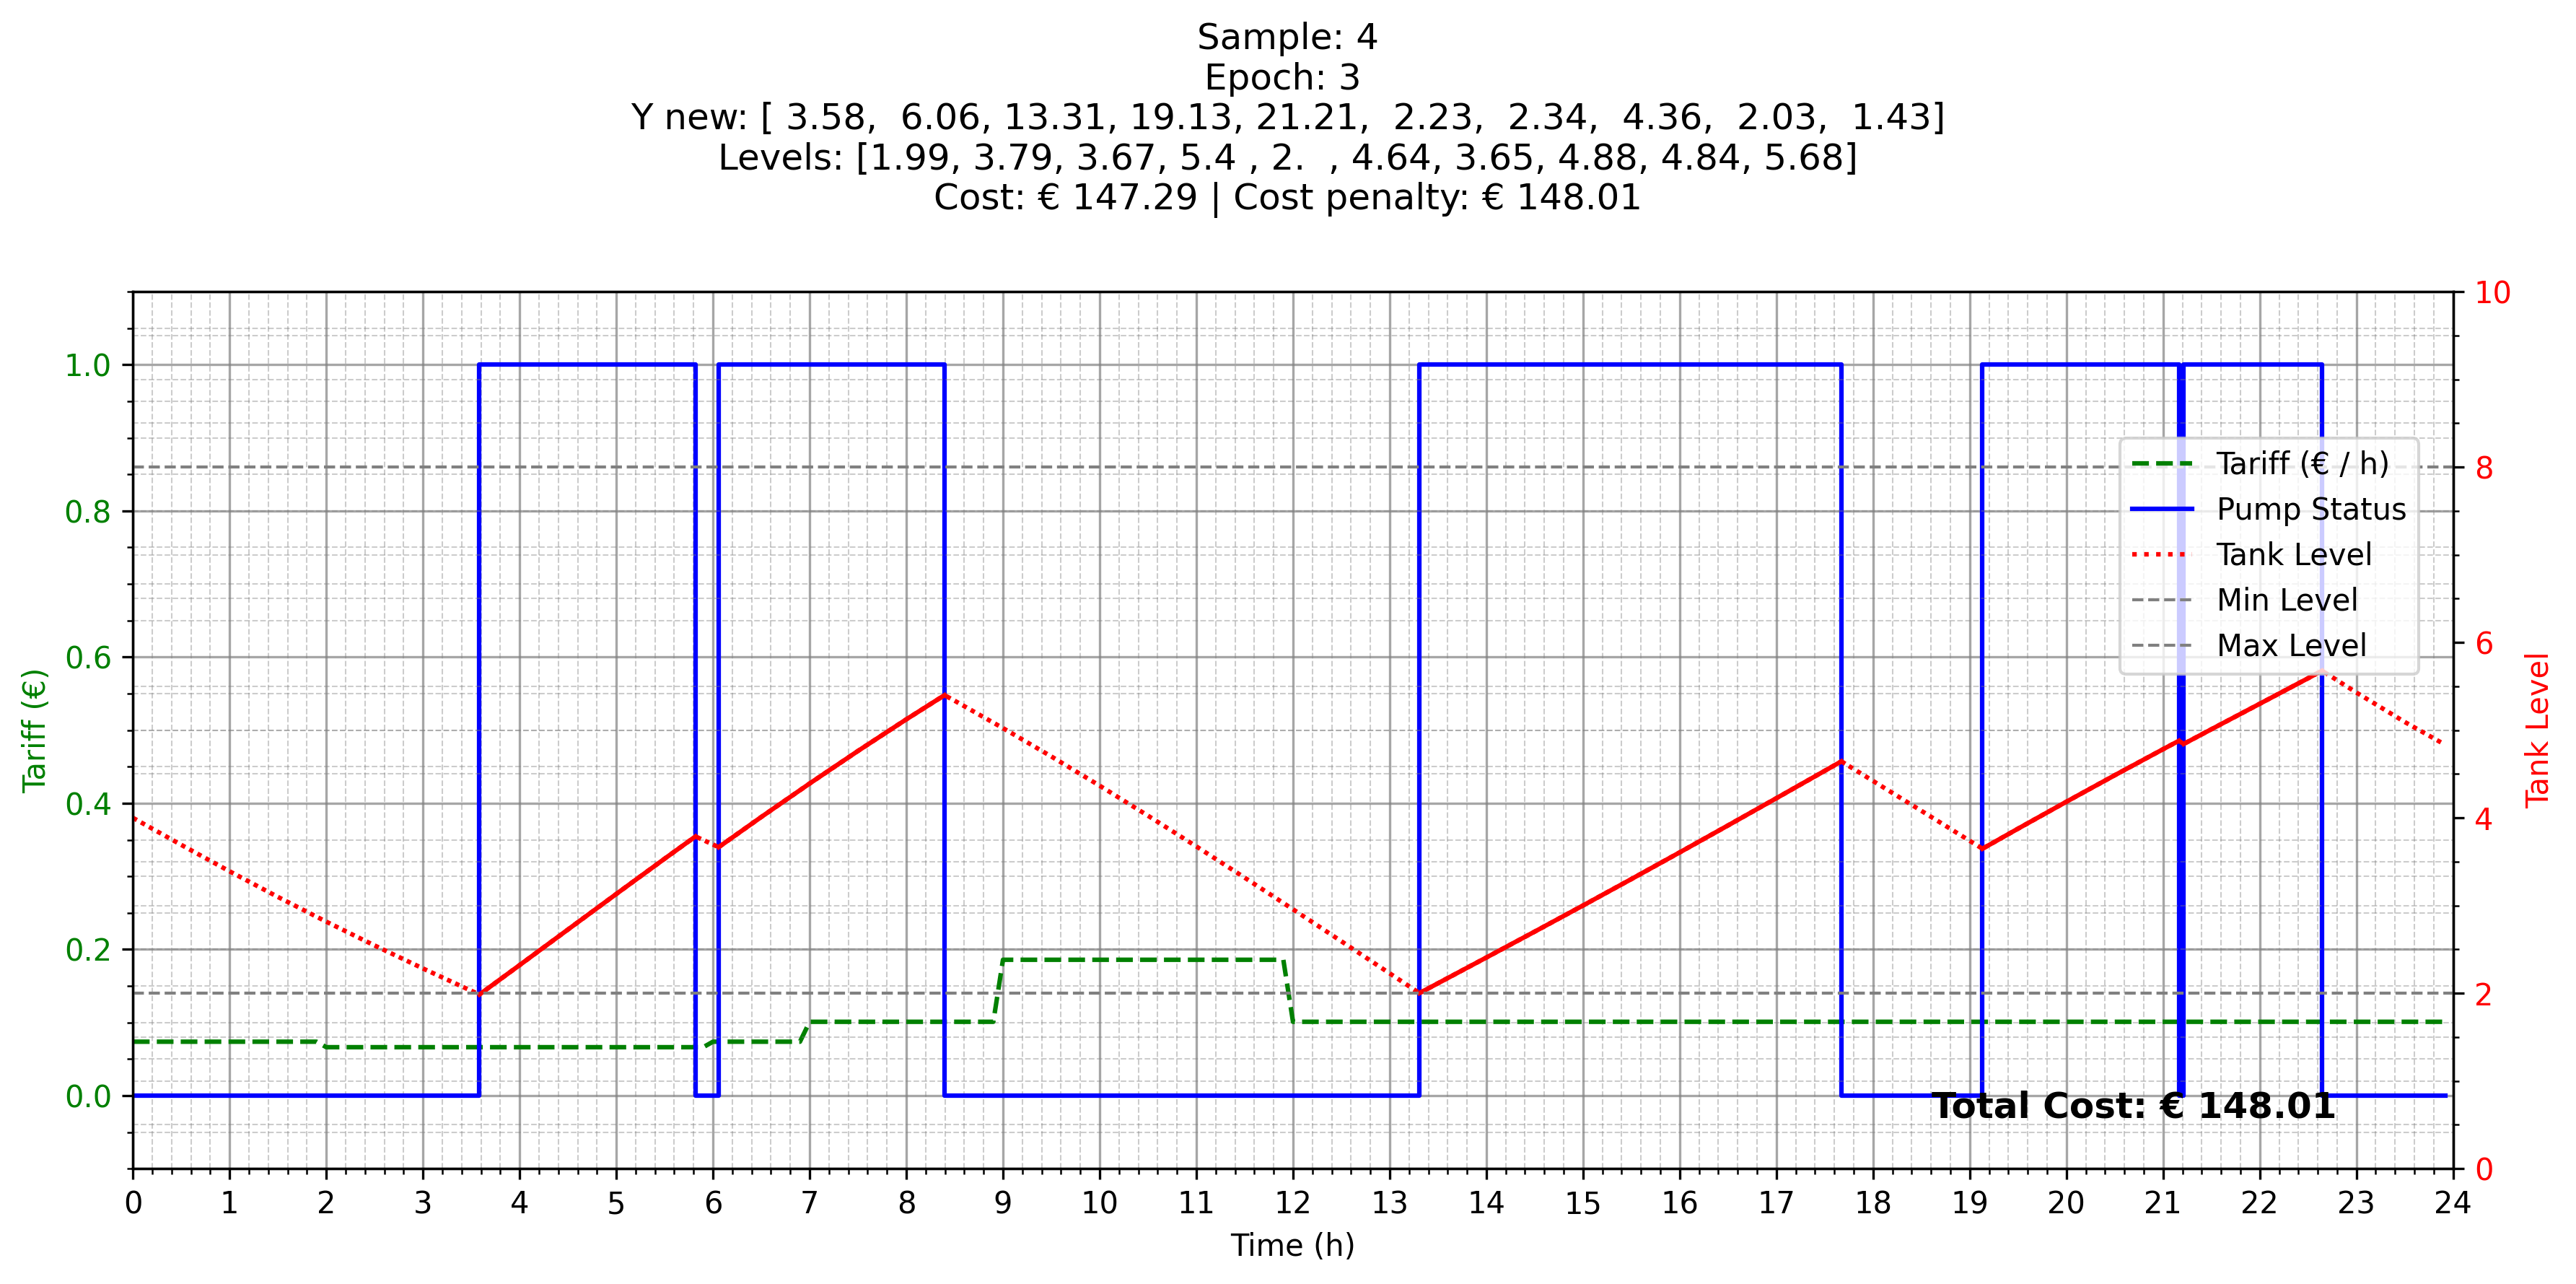 Sample: 4
Epoch: 3
Y new: [ 3.58,  6.06, 13.31, 19.13, 21.21,  2.23,  2.34,  4.36,  2.03,  1.43]
Levels: [1.99, 3.79, 3.67, 5.4 , 2.  , 4.64, 3.65, 4.88, 4.84, 5.68]
Cost: € 147.29 | Cost penalty: € 148.01
1.0
0.8
0.6
0.4
0.2
0.0
Tariff (€)
10
8
6
4
2
0
Tank Level
Tariff (€ / h)
Pump Status
Tank Level
Min Level
Max Level
Total Cost: € 148.01
0 1 2 3 4 5 6 7 8 9 10 11 12 13 14 15 16 17 18 19 20 21 22 23 24
Time (h)